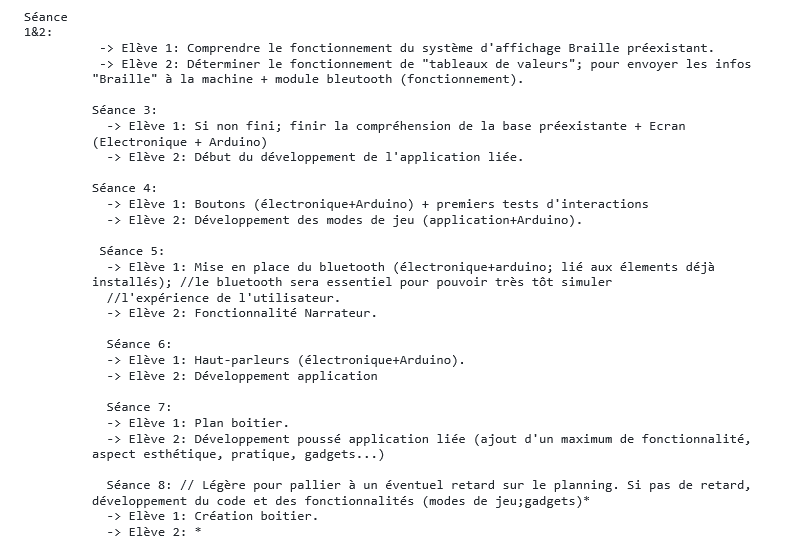 Séance
1&2:
-> Elève 1: Comprendre le fonctionnement du système d'affichage Braille préexistant.
-> Elève 2: Déterminer le fonctionnement de "tableaux de valeurs"; pour envoyer les infos
"Braille" à la machine + module bleutooth (fonctionnement).
Séance 3:
-> Elève 1: Si non fini; finir la compréhension de la base préexistante + Ecran
(Electronique + Arduino)
-> Elève 2: Début du développement de l'application liée.
Séance 4:
-> Elève 1: Boutons (électronique+Arduino) + premiers tests d'interactions
-> Elève 2: Développement des modes de jeu (application+Arduino).
Séance 5:
-> Elève 1: Mise en place du bluetooth (électronique+arduino; lié aux élements déjà
installés); //le bluetooth sera essentiel pour pouvoir très tôt simuler
//l'expérience de l'utilisateur.
-> Elève 2: Fonctionnalité Narrateur.
Séance 6:
-> Elève 1: Haut-parleurs (électronique+Arduino).
-> Elève 2: Développement application
Séance 7:
-> Elève 1: Plan boitier.
-> Elève 2: Développement poussé application liée (ajout d'un maximum de fonctionnalité,
aspect esthétique, pratique, gadgets...)
Séance 8: // Légère pour pallier à un éventuel retard sur le planning. Si pas de retard,
développement du code et des fonctionnalités (modes de jeu;gadgets)*
-> Elève 1: Création boitier.
-> Elève 2: *